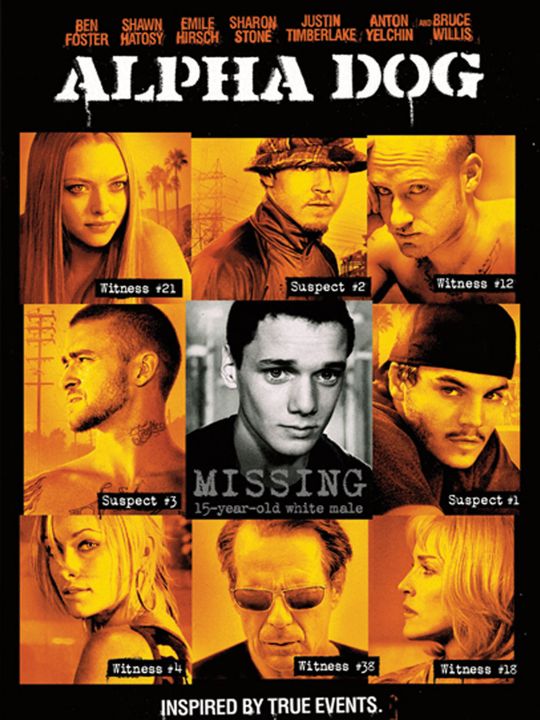 BEN FOSTER SHAWN HATOSY EMILE HIRSCH SHARON STONE JUSTIN TIMBERLAKE ANTON YELCHIN AND BRUCE WILLIS
ALPHA DOG
Witness #21
Suspect #2
Witness #12
Suspect #3
MISSING
15-year-old white male
Suspect #1
Witness #4
Witness #38
Witness #18
INSPIRED BY TRUE EVENTS.